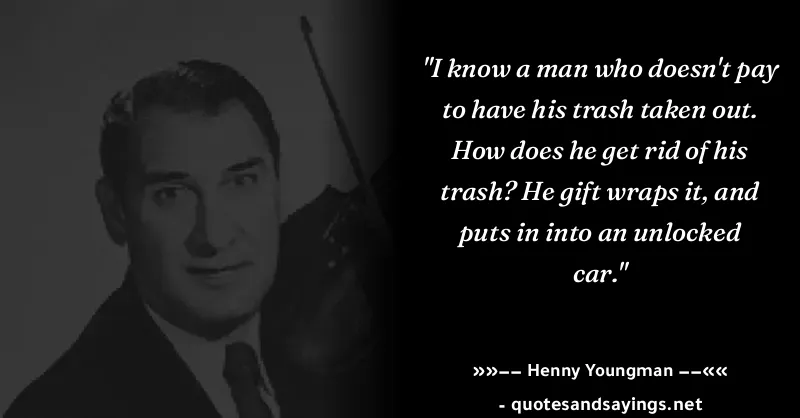 "I know a man who doesn't pay
to have his trash taken out.
How does he get rid of his
trash? He gift wraps it, and
puts in into an unlocked
car."
»»−− Henny Youngman −−««
- quotesandsayings.net